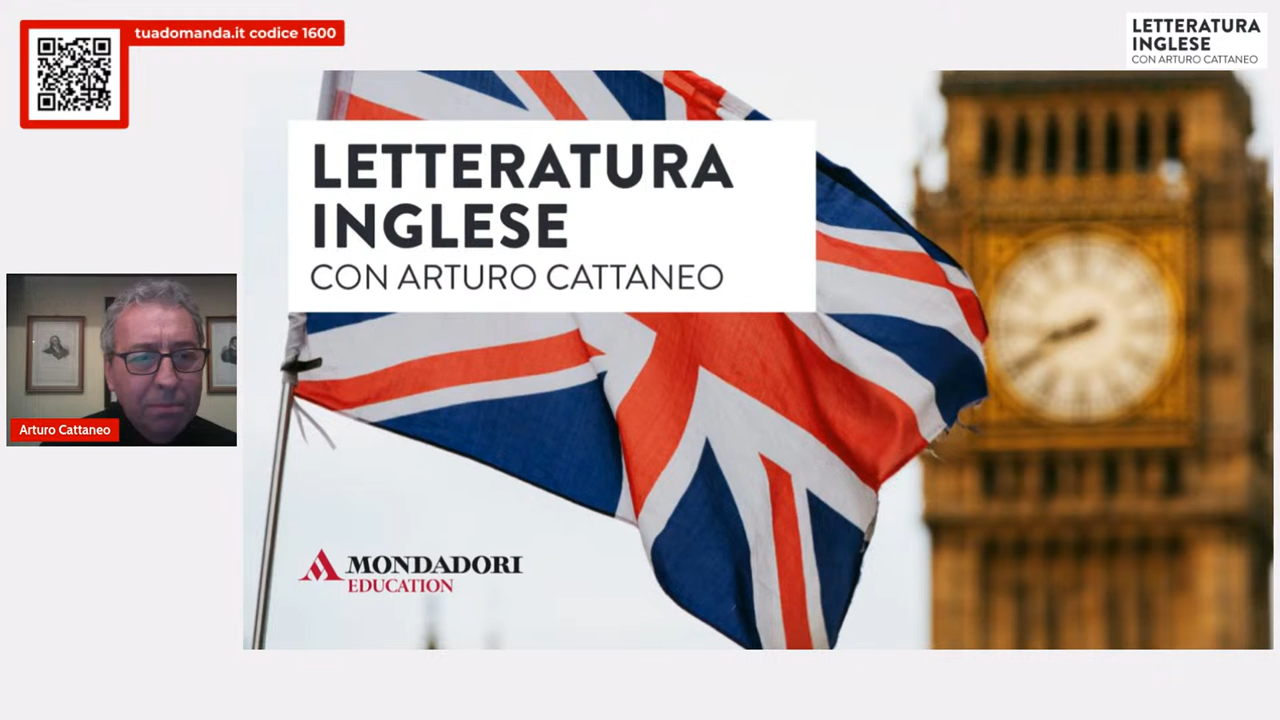 tuadomanda.it codice 1600
LETTERATURA
INGLESE
CON ARTURO CATTANEO
LETTERATURA
INGLESE
CON ARTURO CATTANEO
Arturo Cattaneo
MONDADORI
EDUCATION